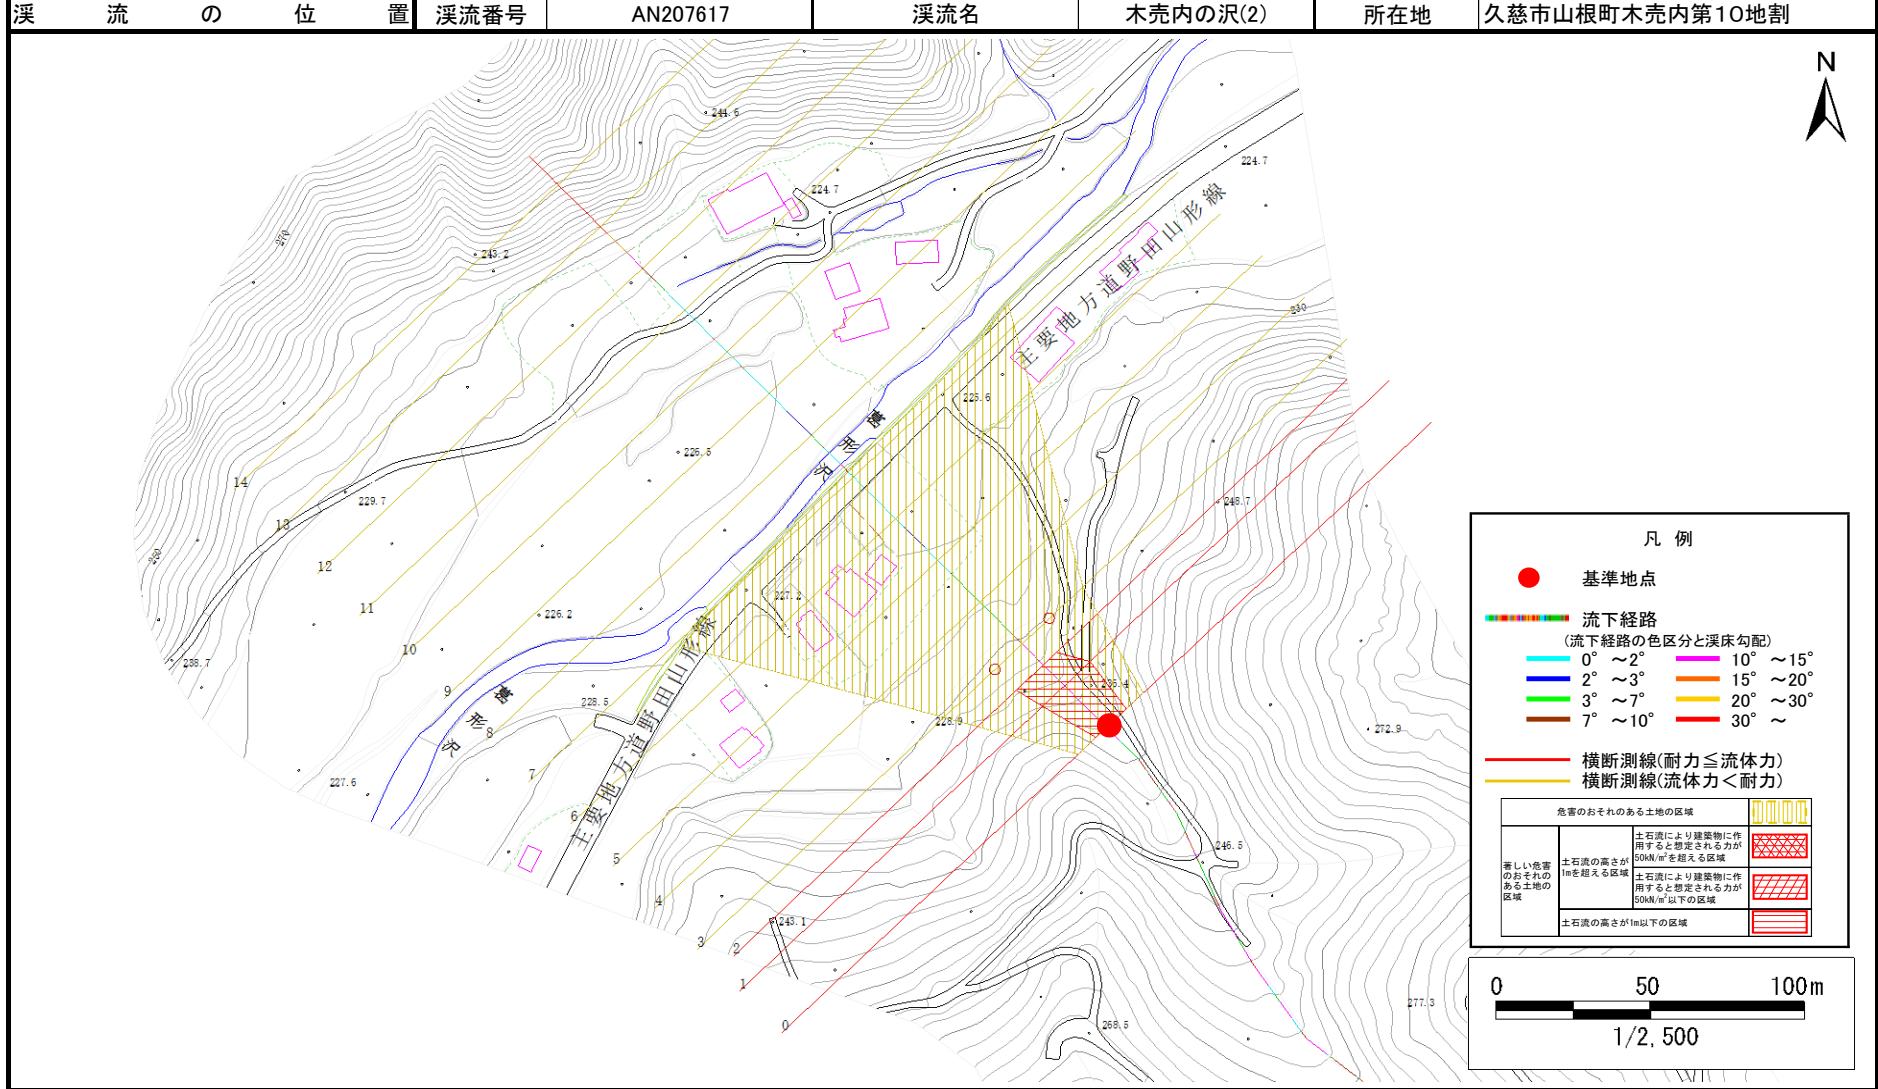 渓流の位置 渓流番号 AN207617 渓流名 木売内の沢(2) 所在地 久慈市山根町木売内第10地割
N
244.6
224.7
224.7
270
243.2
主要地方道野田山形線
230
225.6
226.5
葛形沢
14
229.7
248.7
13
250
12
227.2
11
226.2
10
238.7
235.4
9
228.5
228.9
272.9
葛形沢
8
7
227.6
主要地方道野田山形線
6
246.5
5
4
243.1
3
2
1
277.3
0
268.5
凡 例
基準地点
流下経路
(流下経路の色区分と渓床勾配)
0° ~2° 10° ~15°
2° ~3° 15° ~20°
3° ~7° 20° ~30°
7° ~10° 30° ~
横断測線(耐力≦流体力)
横断測線(流体力<耐力)
危害のおそれのある土地の区域
著しい危害
のおそれの
ある土地の
区域
土石流の高さが
1mを超える区域
土石流により建築物に作
用すると想定される力が
50kN/m²を超える区域
土石流により建築物に作
用すると想定される力が
50kN/m²以下の区域
土石流の高さが1m以下の区域
0 50 100m
1/2,500